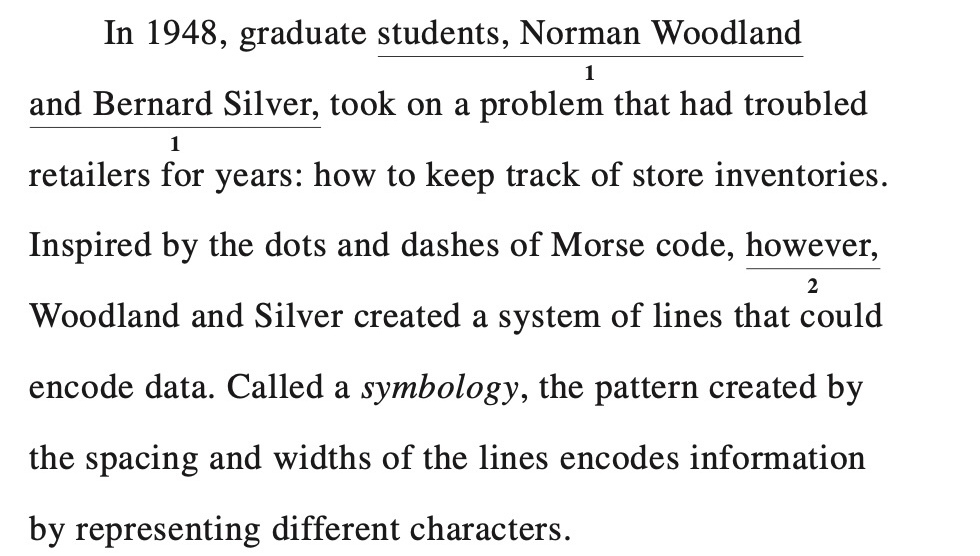 In 1948, graduate students, Norman Woodland
1
and Bernard Silver, took on a problem that had troubled
1
retailers for years: how to keep track of store inventories.
Inspired by the dots and dashes of Morse code, however,
2
Woodland and Silver created a system of lines that could
encode data. Called a symbology, the pattern created by
the spacing and widths of the lines encodes information
by representing different characters.